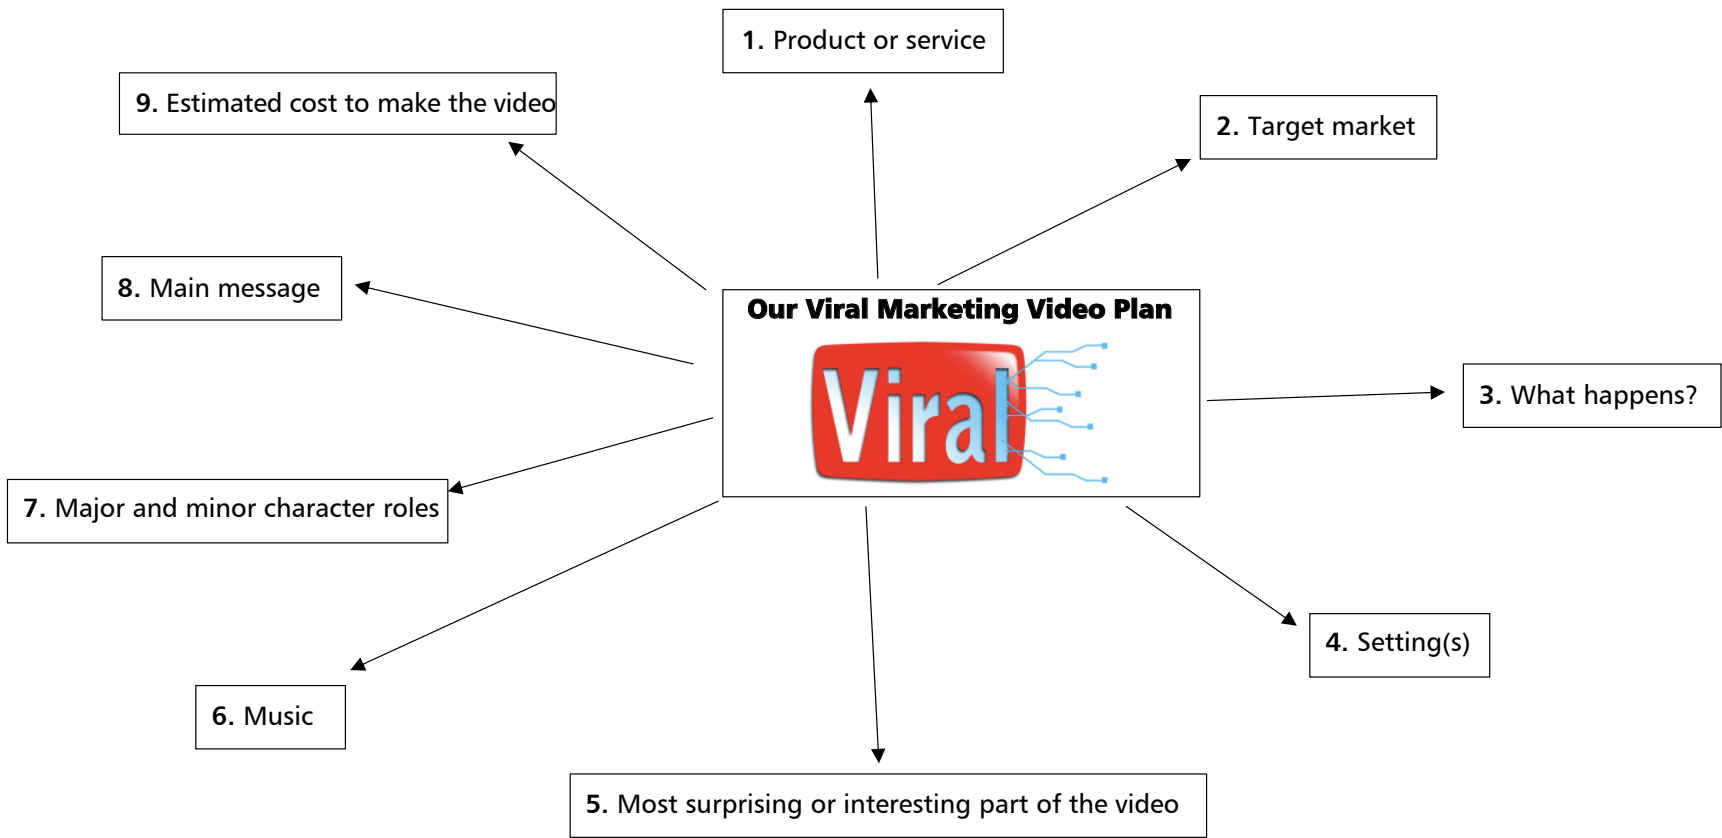 1. Product or service
2. Target market
3. What happens?
4. Setting(s)
5. Most surprising or interesting part of the video
6. Music
7. Major and minor character roles
8. Main message
9. Estimated cost to make the video
Our Viral Marketing Video Plan
Viral